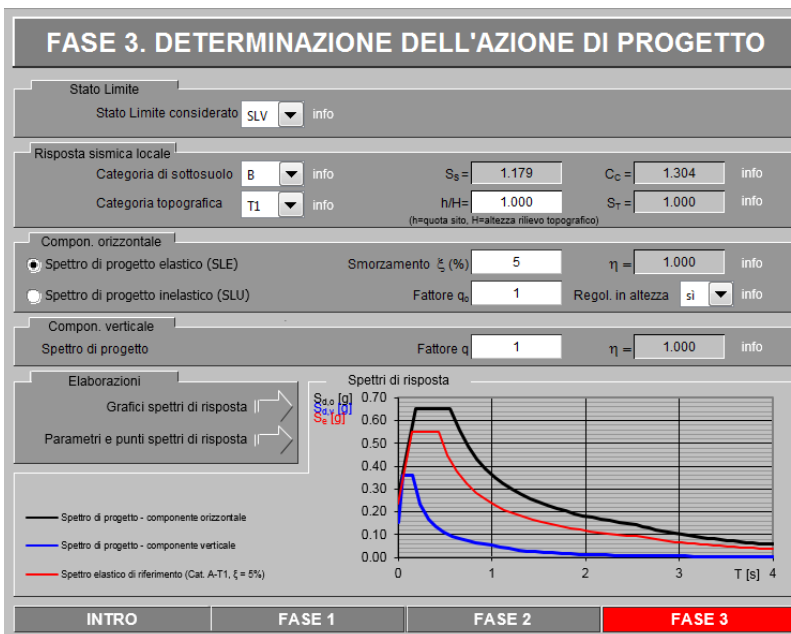 FASE 3. DETERMINAZIONE DELL'AZIONE DI PROGETTO
Stato Limite
Stato Limite considerato SLV info
Risposta sismica locale
Categoria di sottosuolo B info SS = 1.179 CC = 1.304 info
Categoria topografica T1 info h/H= 1.000 ST = 1.000 info
(h=quota sito, H=altezza rilievo topografico)
Compon. orizzontale
Spettro di progetto elastico (SLE) Smorzamento ξ (%) 5 η = 1.000 info
Spettro di progetto inelastico (SLU) Fattore qo 1 Regol. in altezza sì info
Compon. verticale
Spettro di progetto Fattore q 1 η = 1.000 info
Elaborazioni
Grafici spettri di risposta
Parametri e punti spettri di risposta
Spettri di risposta
Sd,o [g]
Sd,v [g]
Se [g]
0.70
0.60
0.50
0.40
0.30
0.20
0.10
0.00
0 1 2 3 T [s] 4
Spettro di progetto - componente orizzontale
Spettro di progetto - componente verticale
Spettro elastico di riferimento (Cat. A-T1, ξ = 5%)
INTRO FASE 1 FASE 2 FASE 3